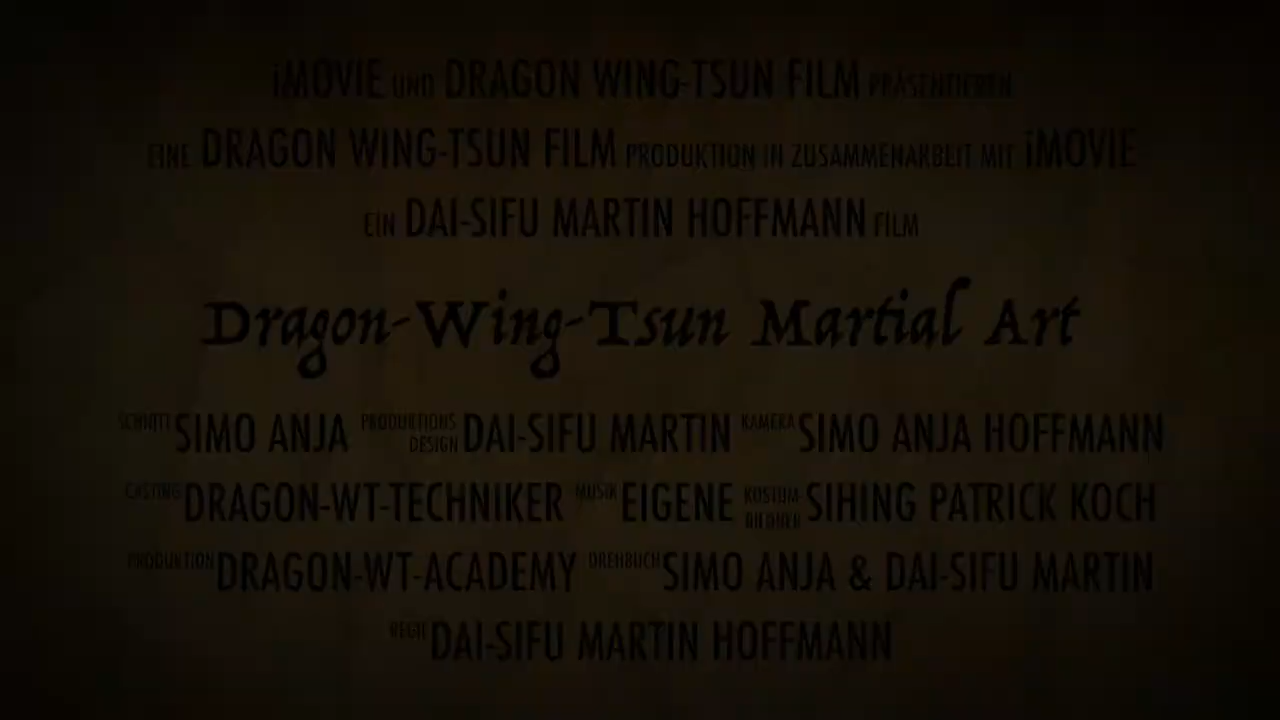 iMOVIE UND DRAGON WING-TSUN FILM PRÄSENTIEREN
EINE DRAGON WING-TSUN FILM PRODUKTION IN ZUSAMMENARBEIT MIT iMOVIE
EIN DAI-SIFU MARTIN HOFFMANN FILM
Dragon-Wing-Tsun Martial Art
SCHNITT SIMO ANJA PRODUKTIONS DESIGN DAI-SIFU MARTIN KAMERA SIMO ANJA HOFFMANN
CASTING DRAGON-WT-TECHNIKER MUSIK EIGENE KOSTÜM BILDNER SIHING PATRICK KOCH
PRODUKTION DRAGON-WT-ACADEMY DREHBUCH SIMO ANJA & DAI-SIFU MARTIN
REGIE DAI-SIFU MARTIN HOFFMANN